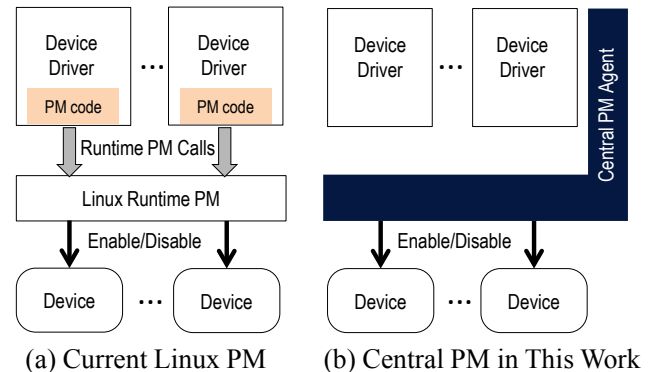 Device
Driver
PM code
...
Device
Driver
PM code
Runtime PM Calls
Linux Runtime PM
Enable/Disable
Device
...
Device
(a) Current Linux PM
Device
Driver
...
Device
Driver
Central PM Agent
Enable/Disable
Device
...
Device
(b) Central PM in This Work